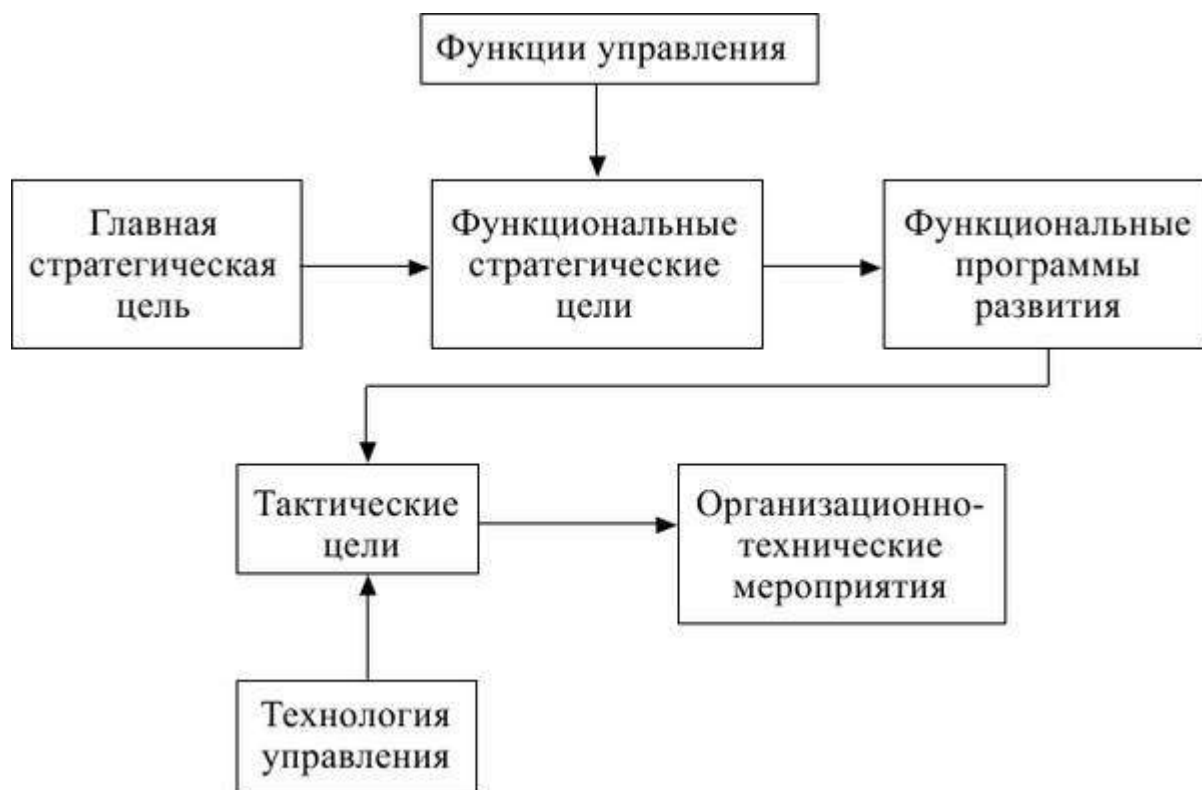 Функции управления
Главная
стратегическая
цель
Функциональные
стратегические
цели
Функциональные
программы
развития
Тактические
цели
Организационно-
технические
мероприятия
Технология
управления